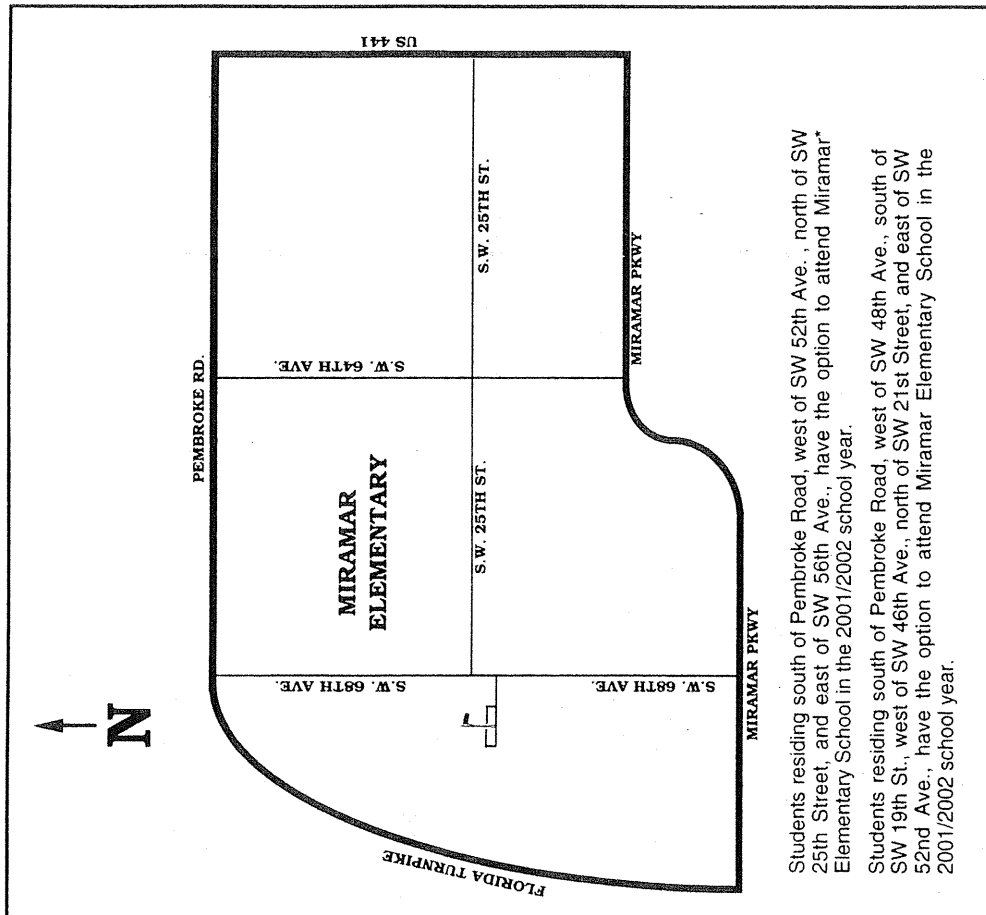 N
PEMBROKE RD.
US 441
MIRAMAR
ELEMENTARY
S.W. 64TH AVE.
S.W. 25TH ST.
S.W. 25TH ST.
S.W. 68TH AVE.
S.W. 68TH AVE.
FLORIDA TURNPIKE
MIRAMAR PKWY
MIRAMAR PKWY
Students residing south of Pembroke Road, west of SW 52th Ave. , north of SW
25th Street, and east of SW 56th Ave., have the option to attend Miramar*
Elementary School in the 2001/2002 school year.
Students residing south of Pembroke Road, west of SW 48th Ave., south of
SW 19th St., west of SW 46th Ave., north of SW 21st Street, and east of SW
52nd Ave., have the option to attend Miramar Elementary School in the
2001/2002 school year.